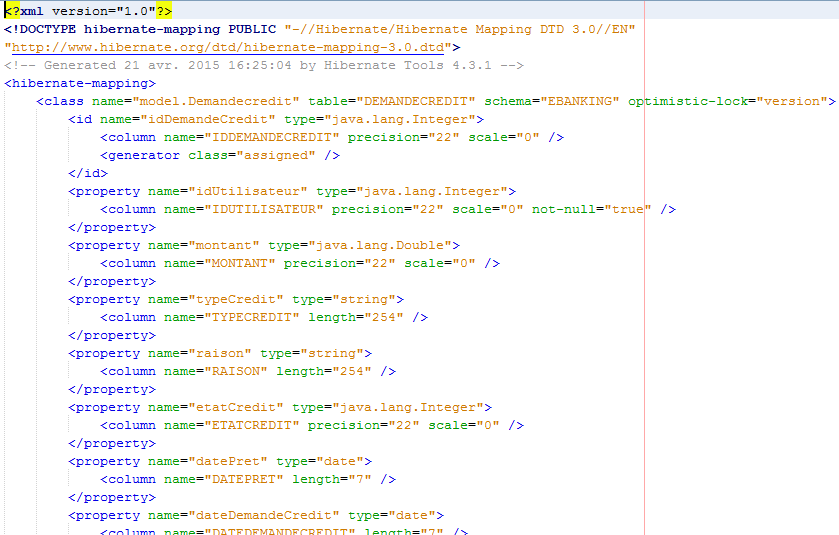 <?xml version="1.0"?>
<!DOCTYPE hibernate-mapping PUBLIC "-//Hibernate/Hibernate Mapping DTD 3.0//EN"
"http://www.hibernate.org/dtd/hibernate-mapping-3.0.dtd">
<!-- Generated 21 avr. 2015 16:25:04 by Hibernate Tools 4.3.1 -->
<hibernate-mapping>
    <class name="model.Demandecredit" table="DEMANDECREDIT" schema="EBANKING" optimistic-lock="version">
        <id name="idDemandeCredit" type="java.lang.Integer">
            <column name="IDDEMANDECREDIT" precision="22" scale="0" />
            <generator class="assigned" />
        </id>
        <property name="idUtilisateur" type="java.lang.Integer">
            <column name="IDUTILISATEUR" precision="22" scale="0" not-null="true" />
        </property>
        <property name="montant" type="java.lang.Double">
            <column name="MONTANT" precision="22" scale="0" />
        </property>
        <property name="typeCredit" type="string">
            <column name="TYPECREDIT" length="254" />
        </property>
        <property name="raison" type="string">
            <column name="RAISON" length="254" />
        </property>
        <property name="etatCredit" type="java.lang.Integer">
            <column name="ETATCREDIT" precision="22" scale="0" />
        </property>
        <property name="datePret" type="date">
            <column name="DATEPRET" length="7" />
        </property>
        <property name="dateDemandeCredit" type="date">
            <column name="DATEDEMANDECREDIT" length="7" />